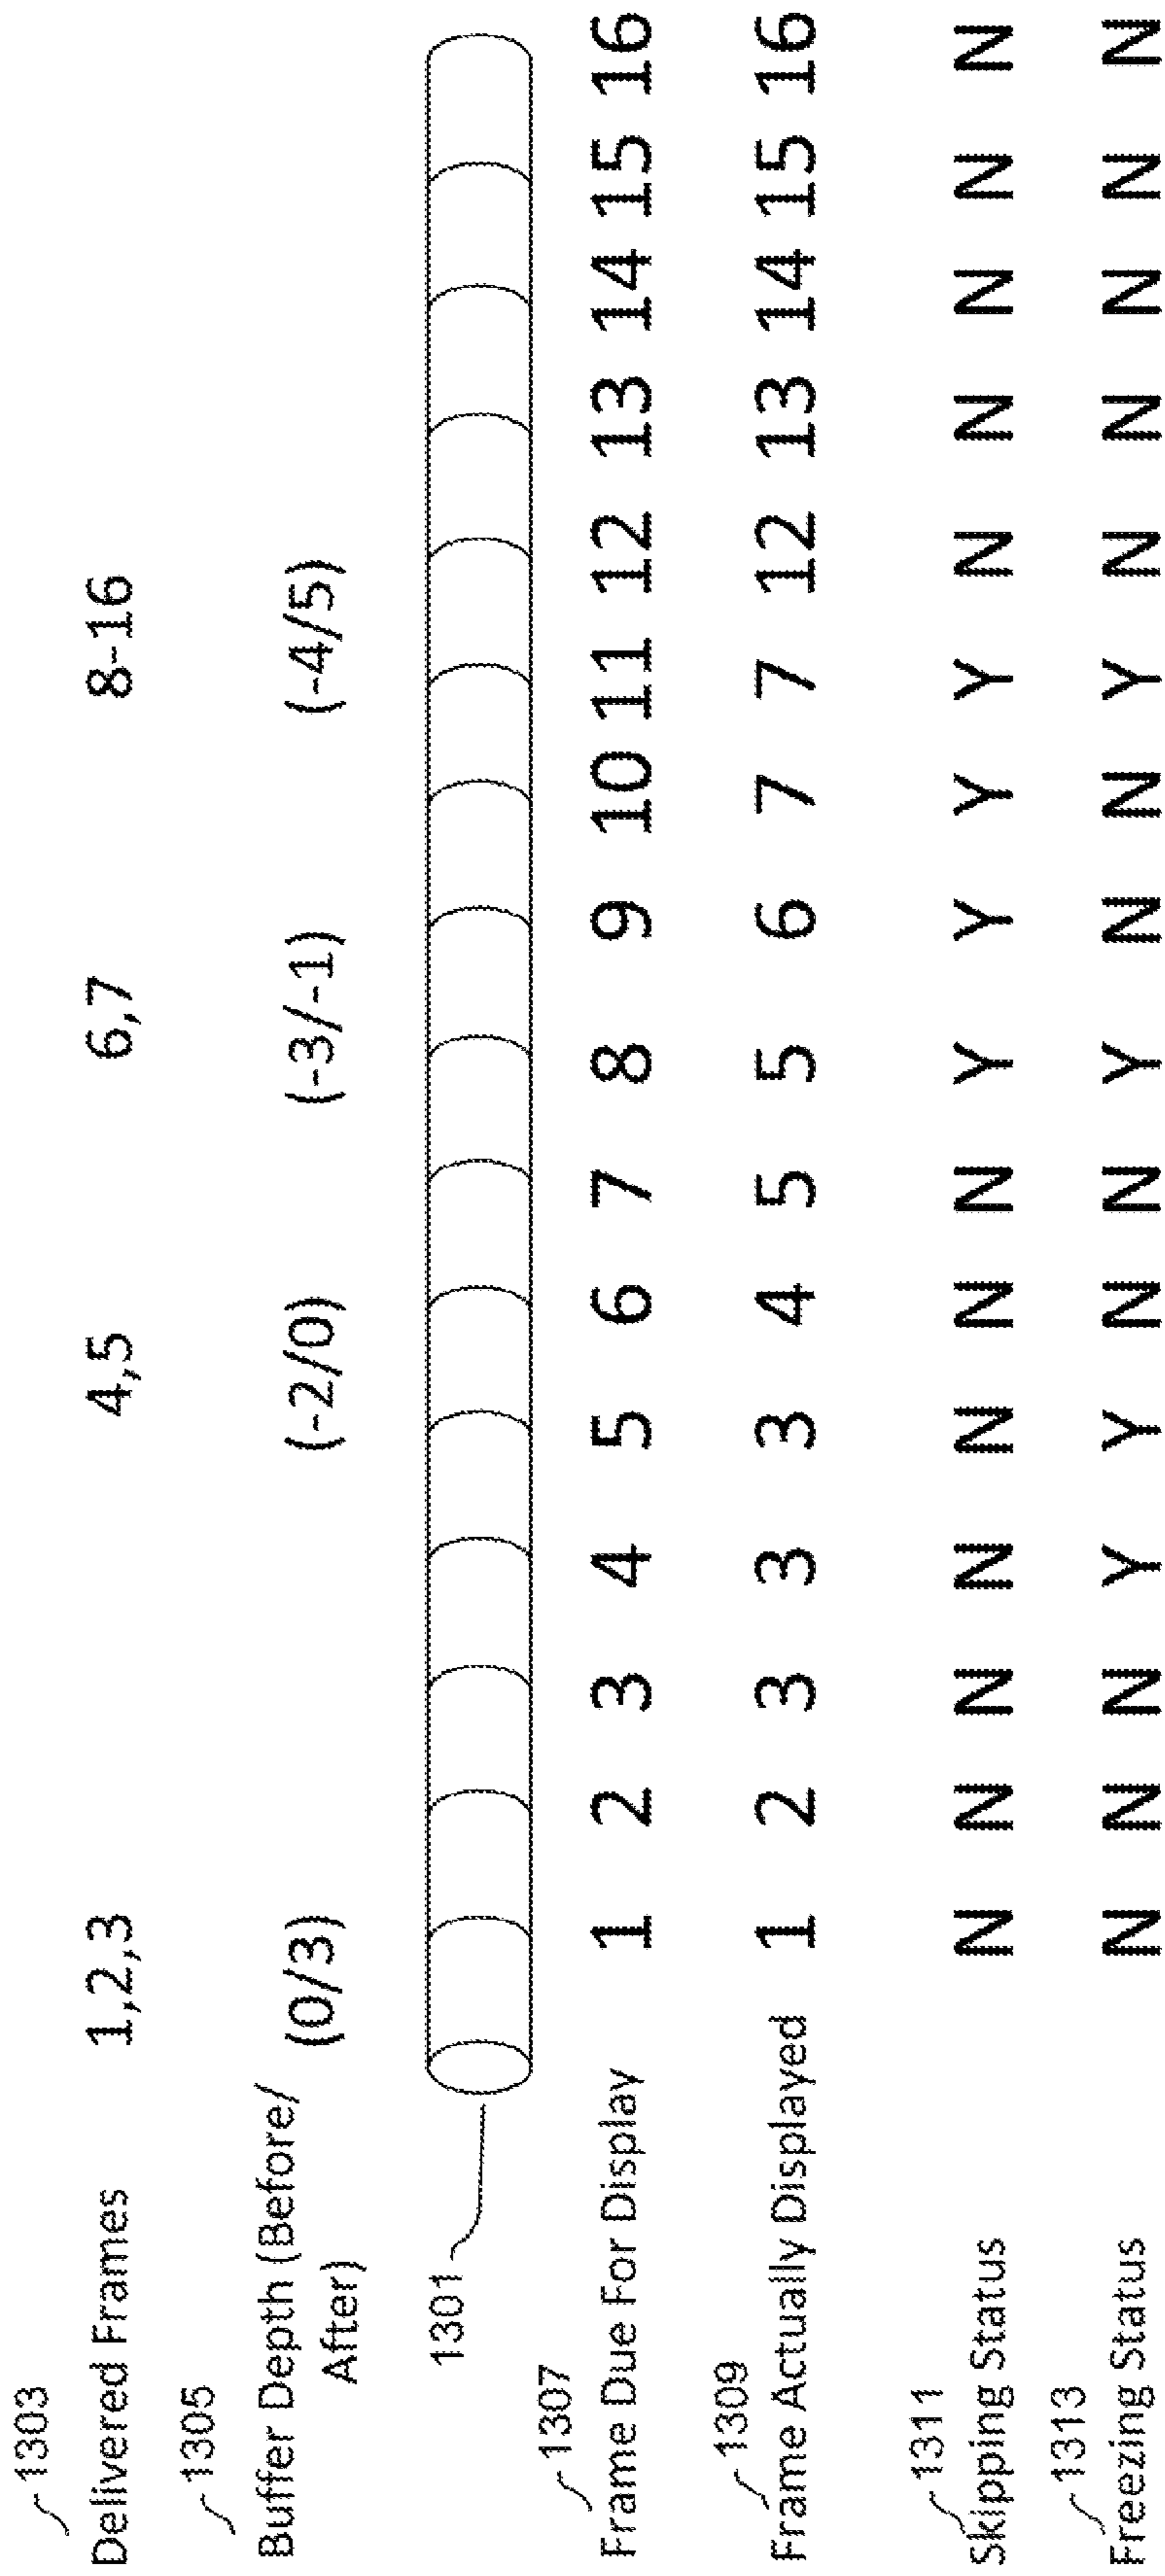 1303
Delivered Frames 1,2,3 4,5 6,7 8-16
1305
Buffer Depth (Before/ (0/3) (-2/0) (-3/-1) (-4/5)
After)
1301
1307
Frame Due For Display 1 2 3 4 5 6 7 8 9 10 11 12 13 14 15 16
1309
Frame Actually Displayed 1 2 3 3 3 4 5 5 6 7 7 12 13 14 15 16
1311
Skipping Status N N N N N N N Y Y Y Y N N N N N
1313
Freezing Status N N N Y Y N N Y N N Y N N N N N